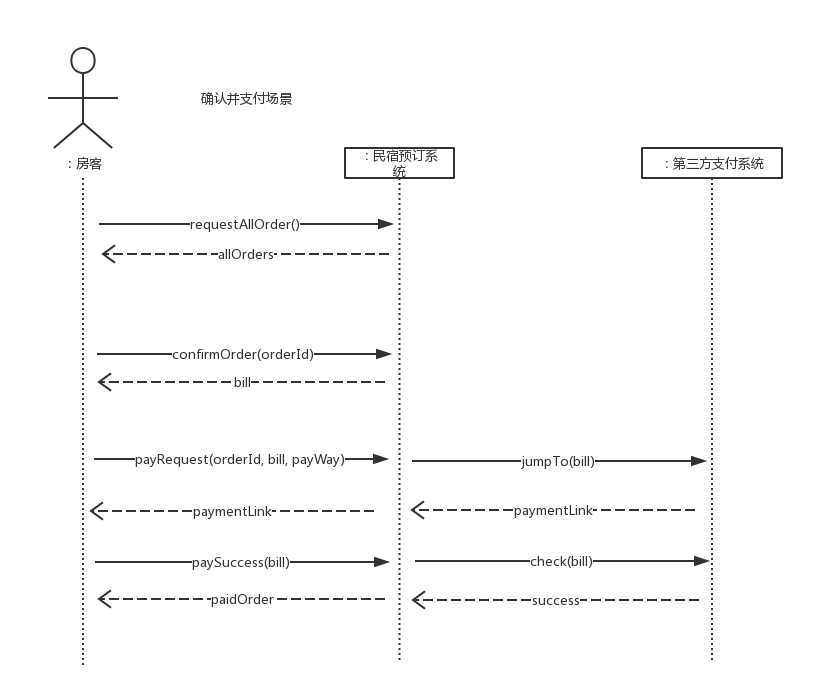 确认并支付场景
: 房客
: 民宿预订系
统
: 第三方支付系统
requestAllOrder()
allOrders
confirmOrder(orderId)
bill
payRequest(orderId, bill, payWay)
jumpTo(bill)
paymentLink
paymentLink
paySuccess(bill)
check(bill)
paidOrder
success